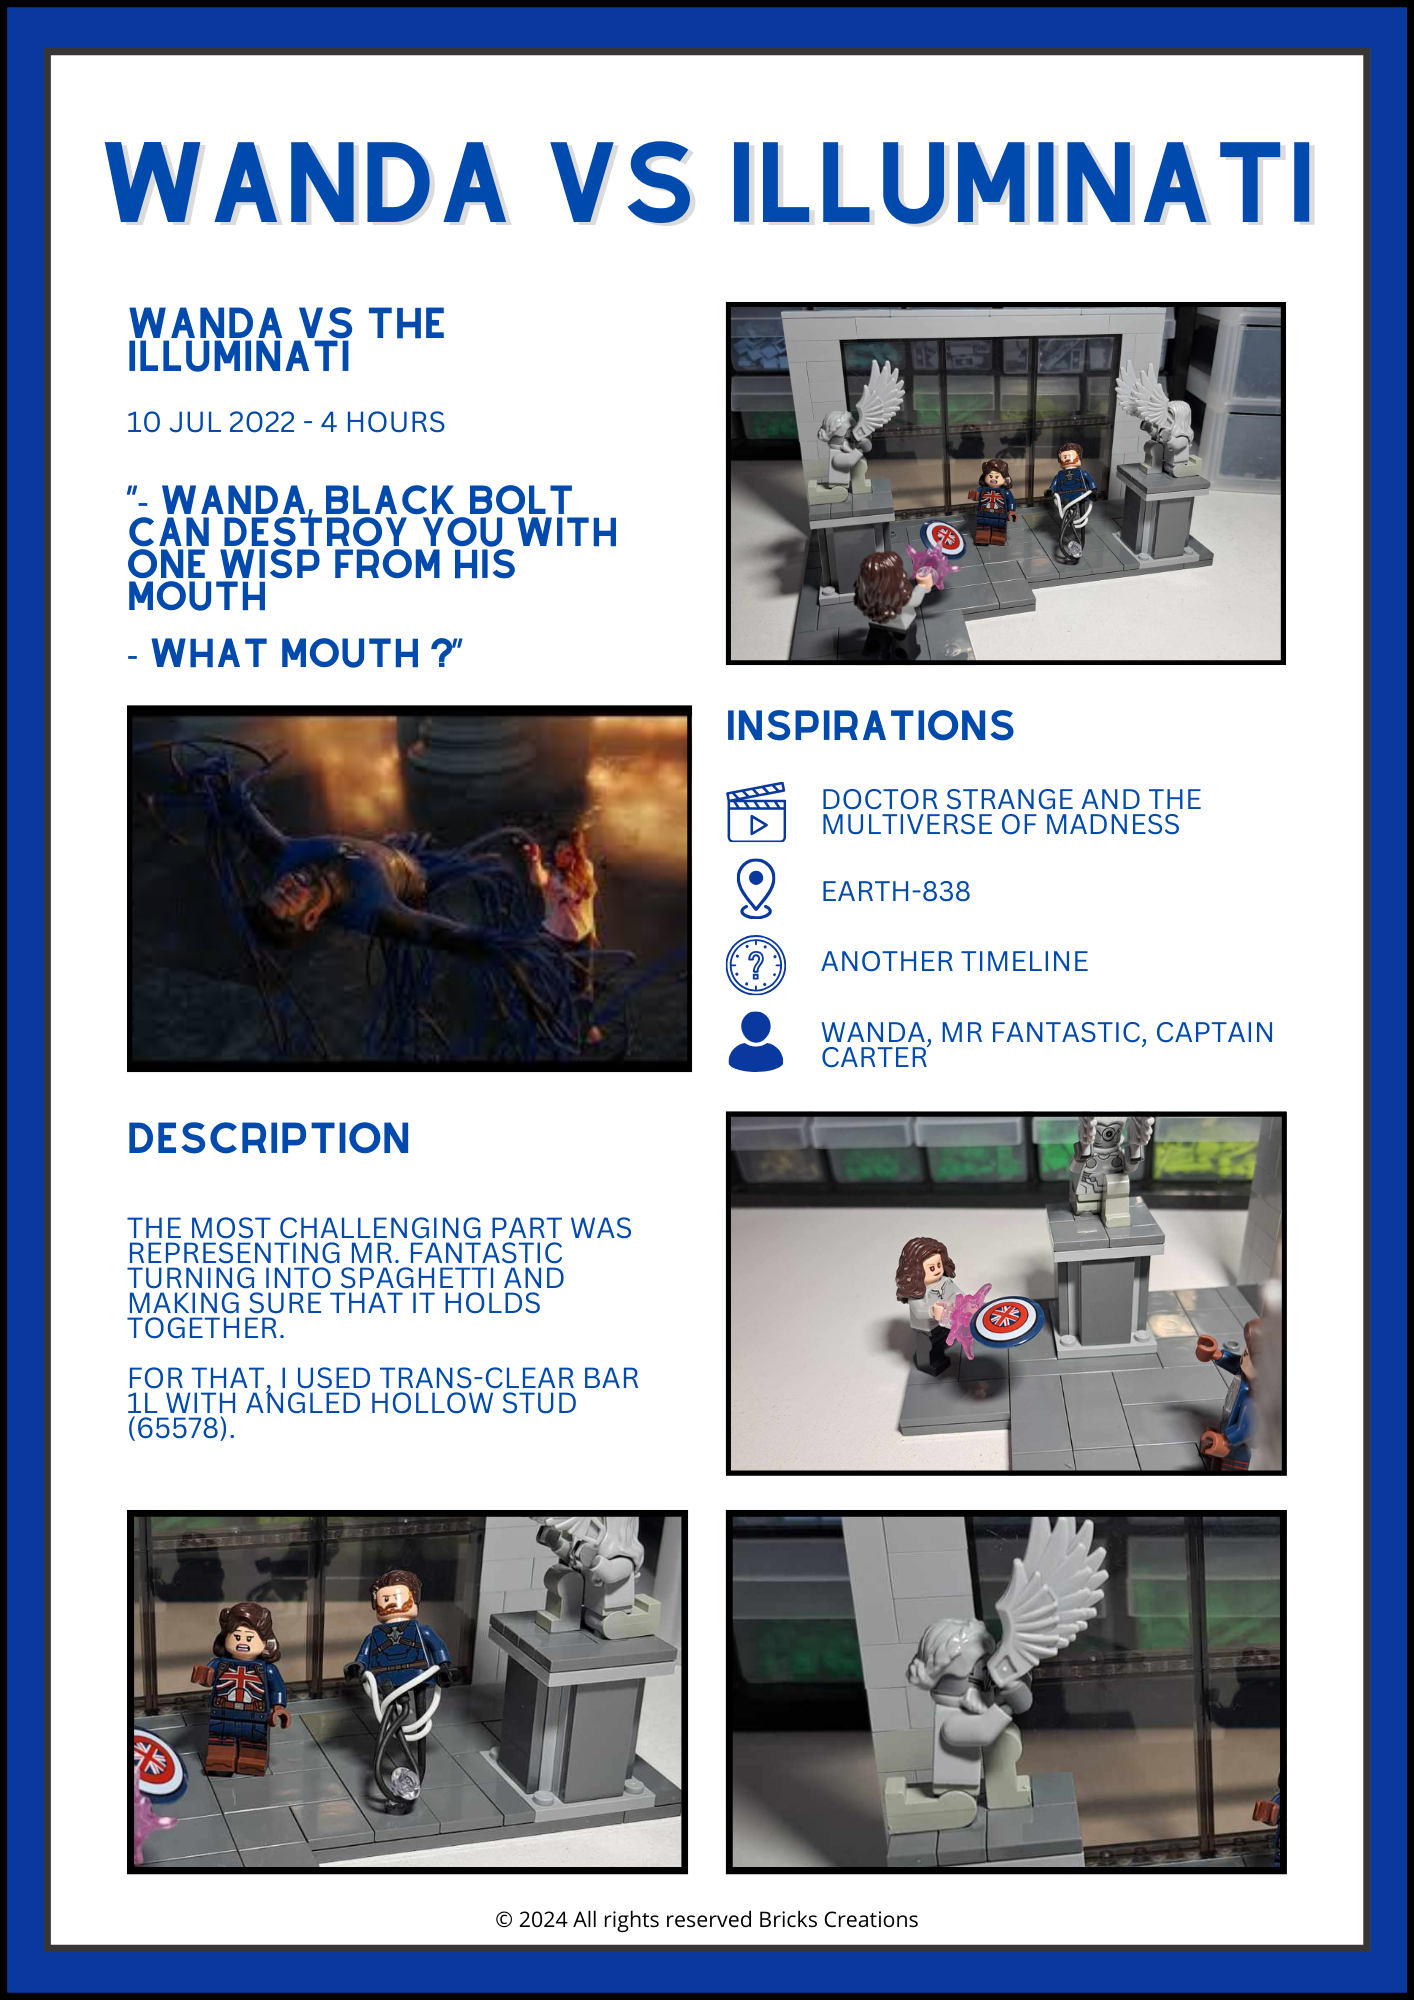 WANDA VS ILLUMINATI
WANDA VS THE
ILLUMINATI
10 JUL 2022 - 4 HOURS
"- WANDA, BLACK BOLT
CAN DESTROY YOU WITH
ONE WISP FROM HIS
MOUTH
- WHAT MOUTH ?"
INSPIRATIONS
DOCTOR STRANGE AND THE
MULTIVERSE OF MADNESS
EARTH-838
ANOTHER TIMELINE
WANDA, MR FANTASTIC, CAPTAIN
CARTER
DESCRIPTION
THE MOST CHALLENGING PART WAS
REPRESENTING MR. FANTASTIC
TURNING INTO SPAGHETTI AND
MAKING SURE THAT IT HOLDS
TOGETHER.
FOR THAT, I USED TRANS-CLEAR BAR
1L WITH ANGLED HOLLOW STUD
(65578).
© 2024 All rights reserved Bricks Creations